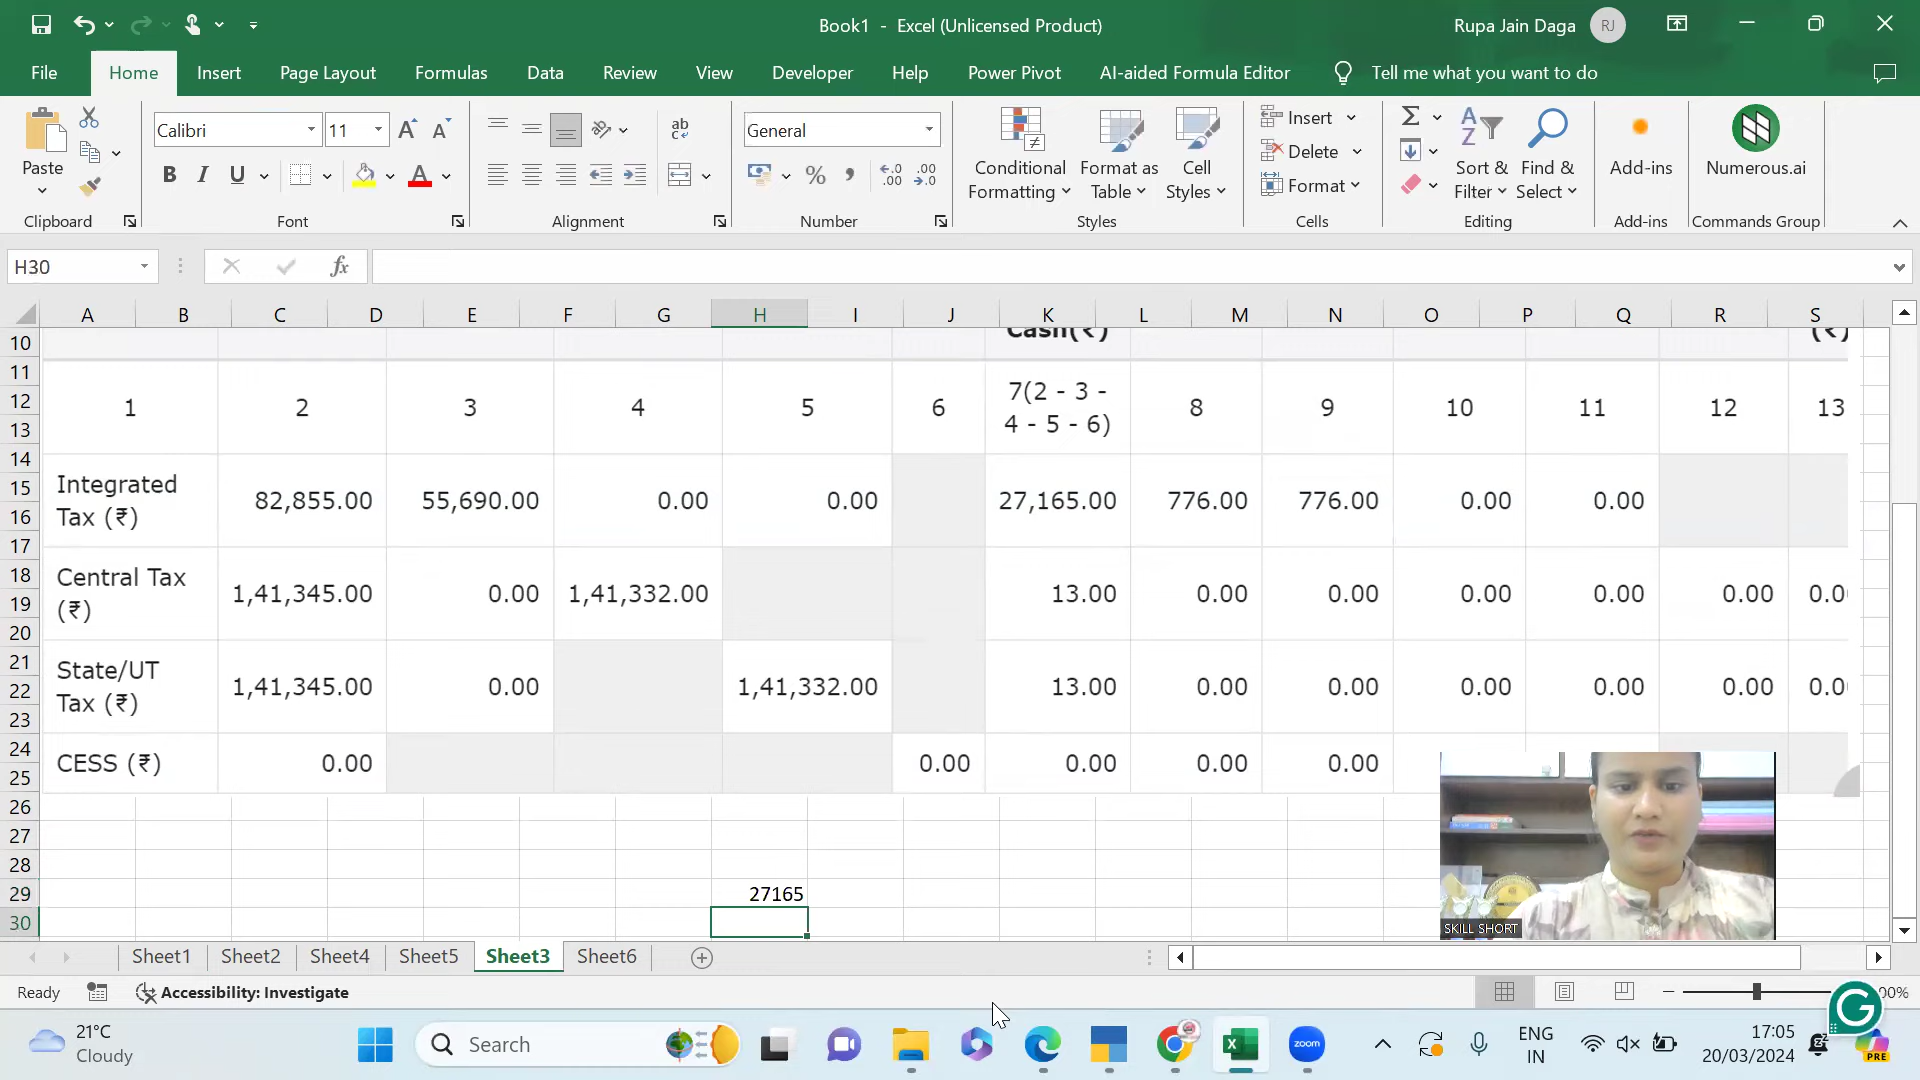 Book1 - Excel (Unlicensed Product)
Rupa Jain Daga
RJ
File
Home
Insert
Page Layout
Formulas
Data
Review
View
Developer
Help
Power Pivot
AI-aided Formula Editor
Tell me what you want to do
Paste
Calibri
11
General
Conditional Formatting
Format as Table
Cell Styles
Insert
Delete
Format
Sort & Filter
Find & Select
Add-ins
Numerous.ai
Clipboard
Font
Alignment
Number
Styles
Cells
Editing
Add-ins
Commands Group
H30
fx
A B C D E F G H I J K L M N O P Q R S
10 Cash(₹) (₹)
11
12 1 2 3 4 5 6 7(2 - 3 - 4 - 5 - 6) 8 9 10 11 12 13
13
14
15 Integrated Tax (₹) 82,855.00 55,690.00 0.00 0.00 27,165.00 776.00 776.00 0.00 0.00
16
17
18 Central Tax (₹) 1,41,345.00 0.00 1,41,332.00 13.00 0.00 0.00 0.00 0.00 0.00
19
20
21 State/UT Tax (₹) 1,41,345.00 0.00 1,41,332.00 13.00 0.00 0.00 0.00 0.00 0.00
22
23
24 CESS (₹) 0.00 0.00 0.00 0.00 0.00
25
26
27
28
29 27165
30
SKILL SHORT
Sheet1
Sheet2
Sheet4
Sheet5
Sheet3
Sheet6
Ready
Accessibility: Investigate
21°C
Cloudy
Search
zoom
ENG
IN
17:05
20/03/2024
PRE